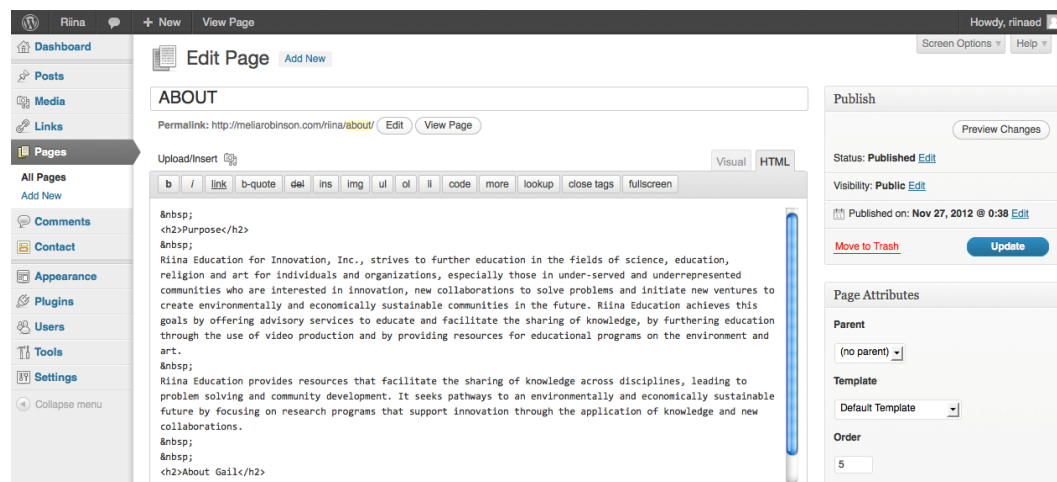 Riina + New View Page Howdy, riinaed
Screen Options Help
Dashboard
Posts
Media
Links
Pages
All Pages
Add New
Comments
Contact
Appearance
Plugins
Users
Tools
Settings
Collapse menu
Edit Page Add New
ABOUT
Permalink: http://meliarobinson.com/riina/about/ Edit View Page
Upload/Insert Visual HTML
b i link b-quote del ins img ul ol li code more lookup close tags fullscreen
&nbsp;
<h2>Purpose</h2>
&nbsp;
Riina Education for Innovation, Inc., strives to further education in the fields of science, education,
religion and art for individuals and organizations, especially those in under-served and underrepresented
communities who are interested in innovation, new collaborations to solve problems and initiate new ventures to
create environmentally and economically sustainable communities in the future. Riina Education achieves this
goals by offering advisory services to educate and facilitate the sharing of knowledge, by furthering education
through the use of video production and by providing resources for educational programs on the environment and
art.
&nbsp;
Riina Education provides resources that facilitate the sharing of knowledge across disciplines, leading to
problem solving and community development. It seeks pathways to an environmentally and economically sustainable
future by focusing on research programs that support innovation through the application of knowledge and new
collaborations.
&nbsp;
&nbsp;
<h2>About Gail</h2>
Publish
Preview Changes
Status: Published Edit
Visibility: Public Edit
Published on: Nov 27, 2012 @ 0:38 Edit
Move to Trash Update
Page Attributes
Parent
(no parent)
Template
Default Template
Order
5